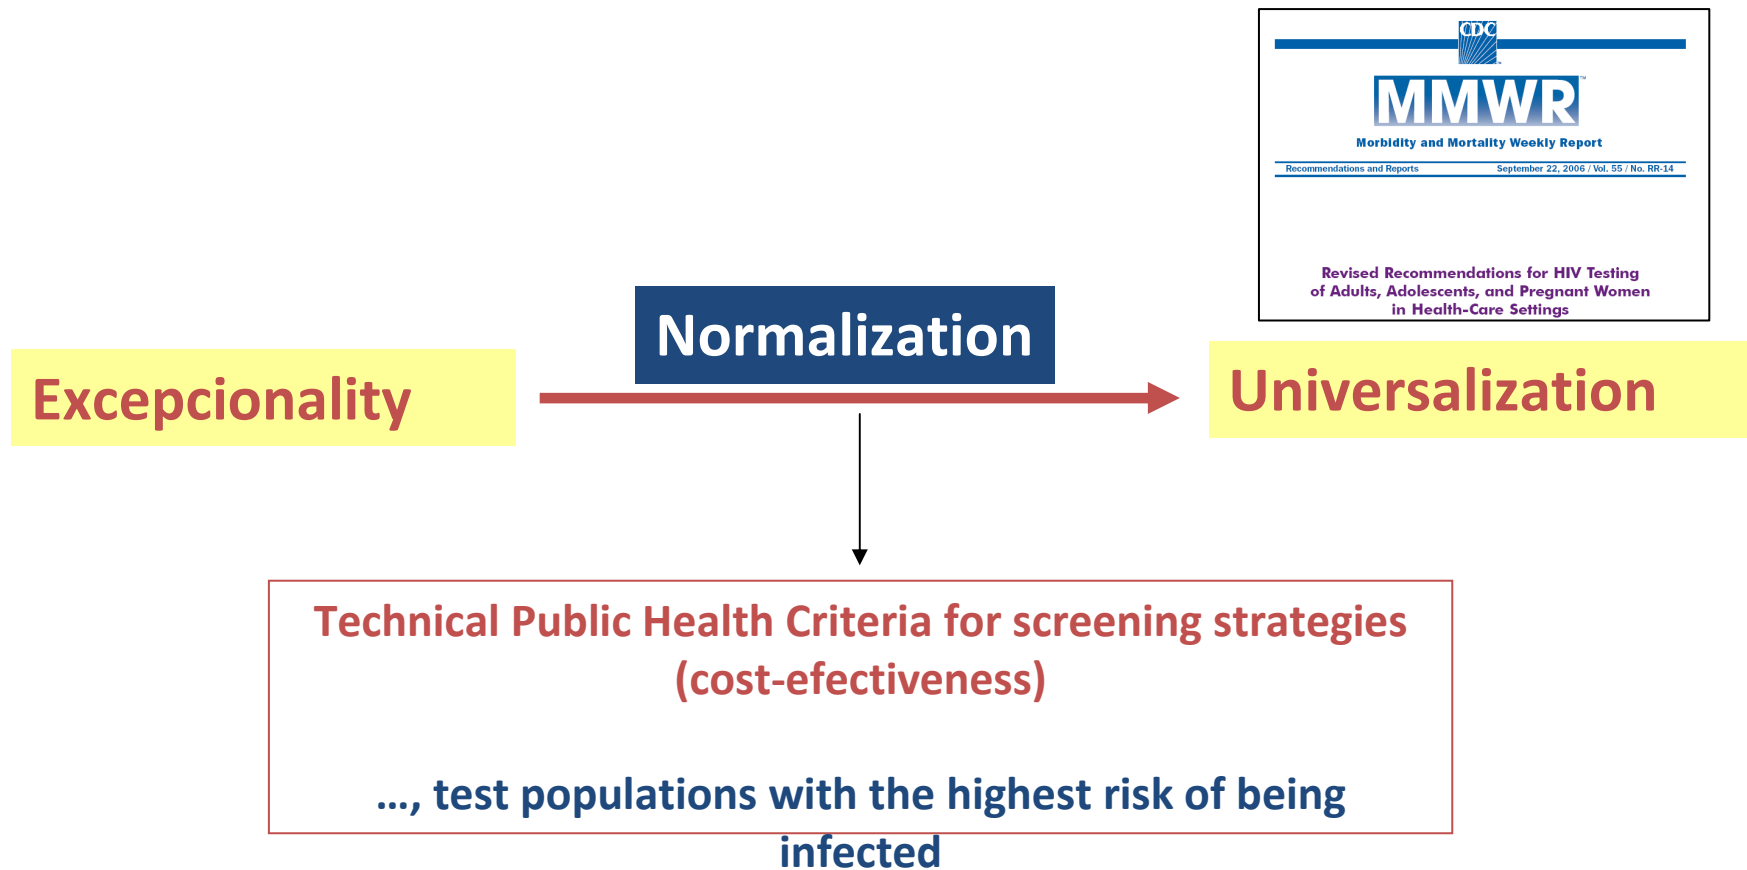 CDC
MMWR™
Morbidity and Mortality Weekly Report
Recommendations and Reports September 22, 2006 / Vol. 55 / No. RR-14
Revised Recommendations for HIV Testing
of Adults, Adolescents, and Pregnant Women
in Health-Care Settings
Normalization
Excepcionality
Universalization
Technical Public Health Criteria for screening strategies
(cost-efectiveness)
…, test populations with the highest risk of being
infected